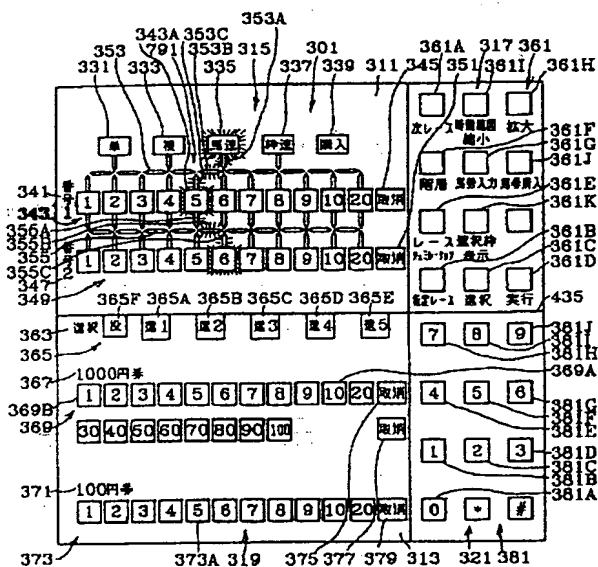 353A
353 343A 353C 315 301 345 361A 317 361
331 333 791 353B 335 337 339 311 351 361I 361H
単 複 馬連 枠連 購入
次レース 時間範囲縮小 拡大
361F
361G
361J
361E
361K
361B
361C
361D
馬番入力
341 番号1 1 2 3 4 5 6 7 8 9 10 20 取消
343
356A
355B
355
355C
347 番号2 1 2 3 4 5 6 7 8 9 10 20 取消
349
レース 選択枠
表示
仮定レース 選択 実行
435
365F 365A 365B 365C 365D 365E
363 選択 投 選1 選2 選3 選4 選5
365
367 1000円券
369A
369B 1 2 3 4 5 6 7 8 9 10 20 取消
369 30 40 50 60 70 80 90 100 取消
371 100円券
1 2 3 4 5 6 7 8 9 10 20 取消
373 373A 319 375 377 379 313
7 8 9 381J
381I
381H
4 5 6 381G
381F
381E
1 2 3 381D
381C
381B
381A
0 * #
321 381